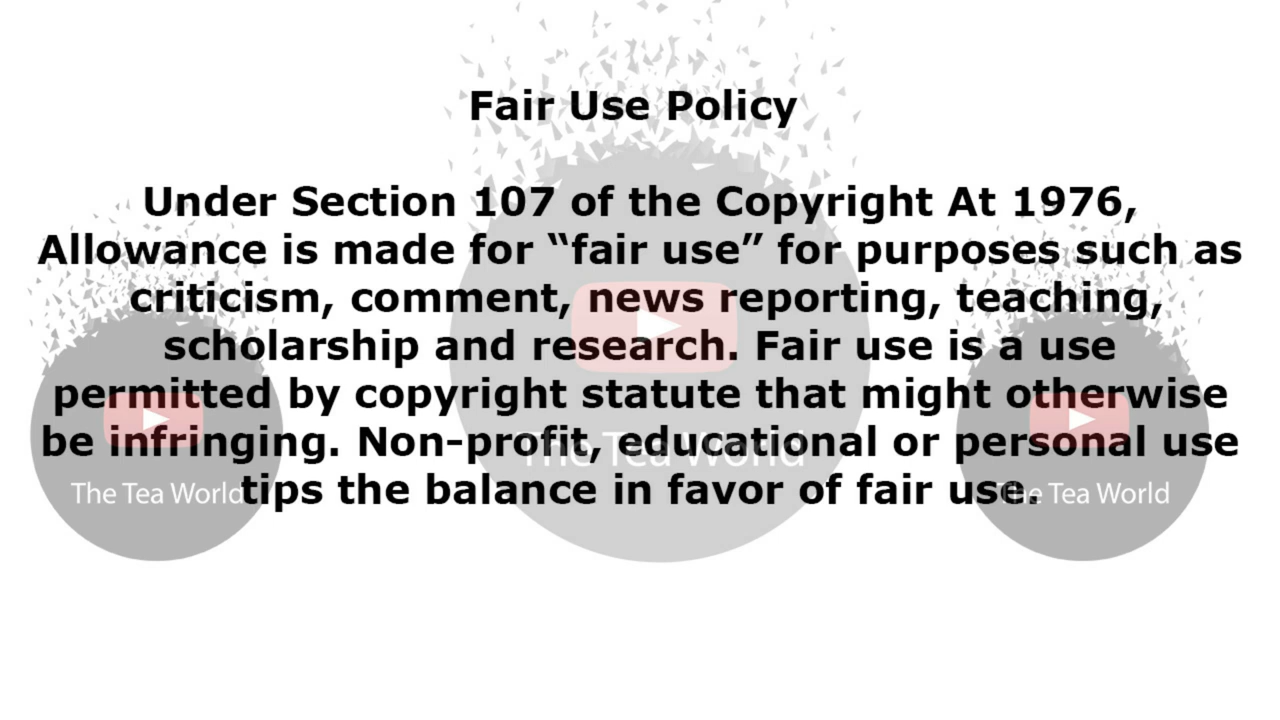 Fair Use Policy
Under Section 107 of the Copyright At 1976,
Allowance is made for “fair use” for purposes such as
criticism, comment, news reporting, teaching,
scholarship and research. Fair use is a use
permitted by copyright statute that might otherwise
be infringing. Non-profit, educational or personal use
tips the balance in favor of fair use.
The Tea World
The Tea World
The Tea World